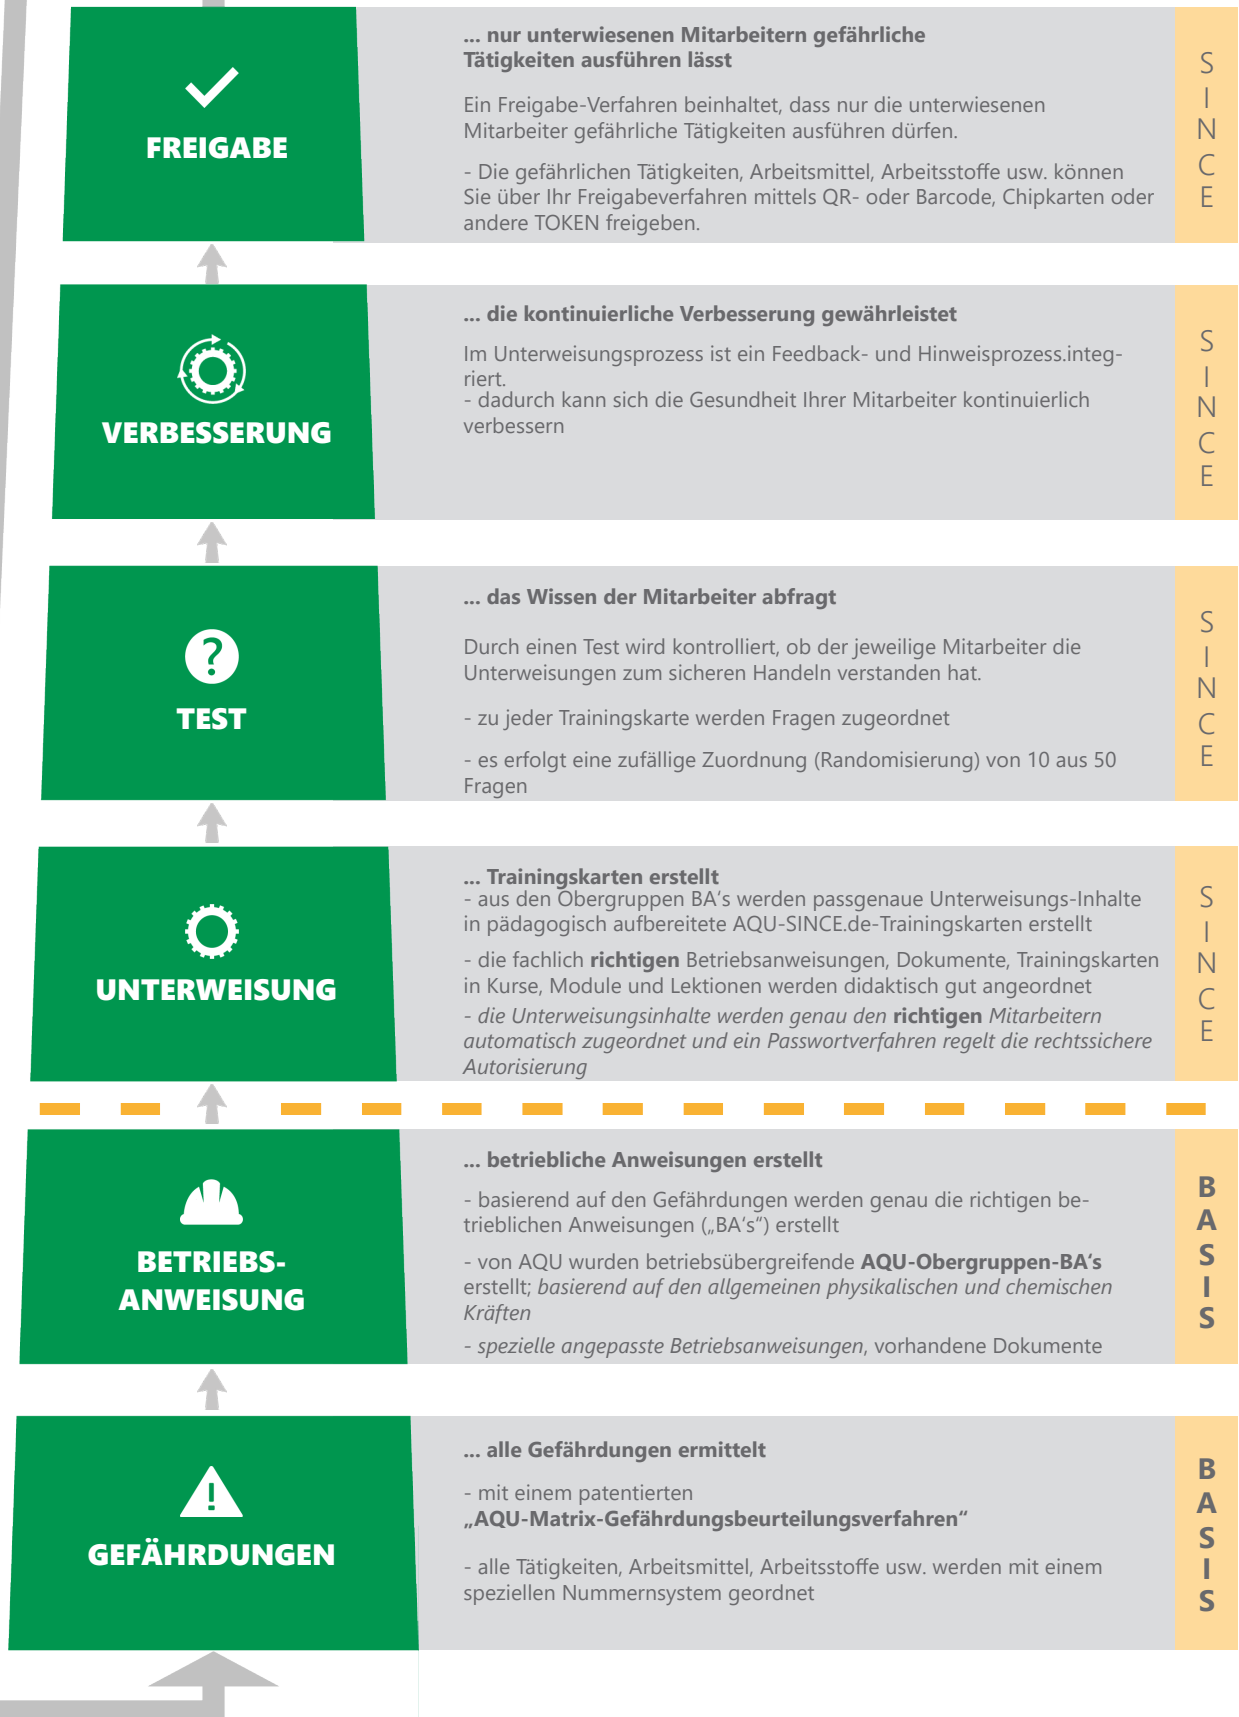 FREIGABE
... nur unterwiesenen Mitarbeitern gefährliche
Tätigkeiten ausführen lässt
Ein Freigabe-Verfahren beinhaltet, dass nur die unterwiesenen
Mitarbeiter gefährliche Tätigkeiten ausführen dürfen.
- Die gefährlichen Tätigkeiten, Arbeitsmittel, Arbeitsstoffe usw. können
Sie über Ihr Freigabeverfahren mittels QR- oder Barcode, Chipkarten oder
andere TOKEN freigeben.
SINCE
VERBESSERUNG
... die kontinuierliche Verbesserung gewährleistet
Im Unterweisungsprozess ist ein Feedback- und Hinweisprozess.integ-
riert.
- dadurch kann sich die Gesundheit Ihrer Mitarbeiter kontinuierlich
verbessern
SINCE
TEST
... das Wissen der Mitarbeiter abfragt
Durch einen Test wird kontrolliert, ob der jeweilige Mitarbeiter die
Unterweisungen zum sicheren Handeln verstanden hat.
- zu jeder Trainingskarte werden Fragen zugeordnet
- es erfolgt eine zufällige Zuordnung (Randomisierung) von 10 aus 50
Fragen
SINCE
UNTERWEISUNG
... Trainingskarten erstellt
- aus den Obergruppen BA‘s werden passgenaue Unterweisungs-Inhalte
in pädagogisch aufbereitete AQU-SINCE.de-Trainingskarten erstellt
- die fachlich richtigen Betriebsanweisungen, Dokumente, Trainingskarten
in Kurse, Module und Lektionen werden didaktisch gut angeordnet
- die Unterweisungsinhalte werden genau den richtigen Mitarbeitern
automatisch zugeordnet und ein Passwortverfahren regelt die rechtssichere
Autorisierung
SINCE
BETRIEBS-
ANWEISUNG
... betriebliche Anweisungen erstellt
- basierend auf den Gefährdungen werden genau die richtigen be-
trieblichen Anweisungen („BA‘s“) erstellt
- von AQU wurden betriebsübergreifende AQU-Obergruppen-BA‘s
erstellt; basierend auf den allgemeinen physikalischen und chemischen
Kräften
- spezielle angepasste Betriebsanweisungen, vorhandene Dokumente
BASIS
GEFÄHRDUNGEN
... alle Gefährdungen ermittelt
- mit einem patentierten
„AQU-Matrix-Gefährdungsbeurteilungsverfahren“
- alle Tätigkeiten, Arbeitsmittel, Arbeitsstoffe usw. werden mit einem
speziellen Nummernsystem geordnet
BASIS